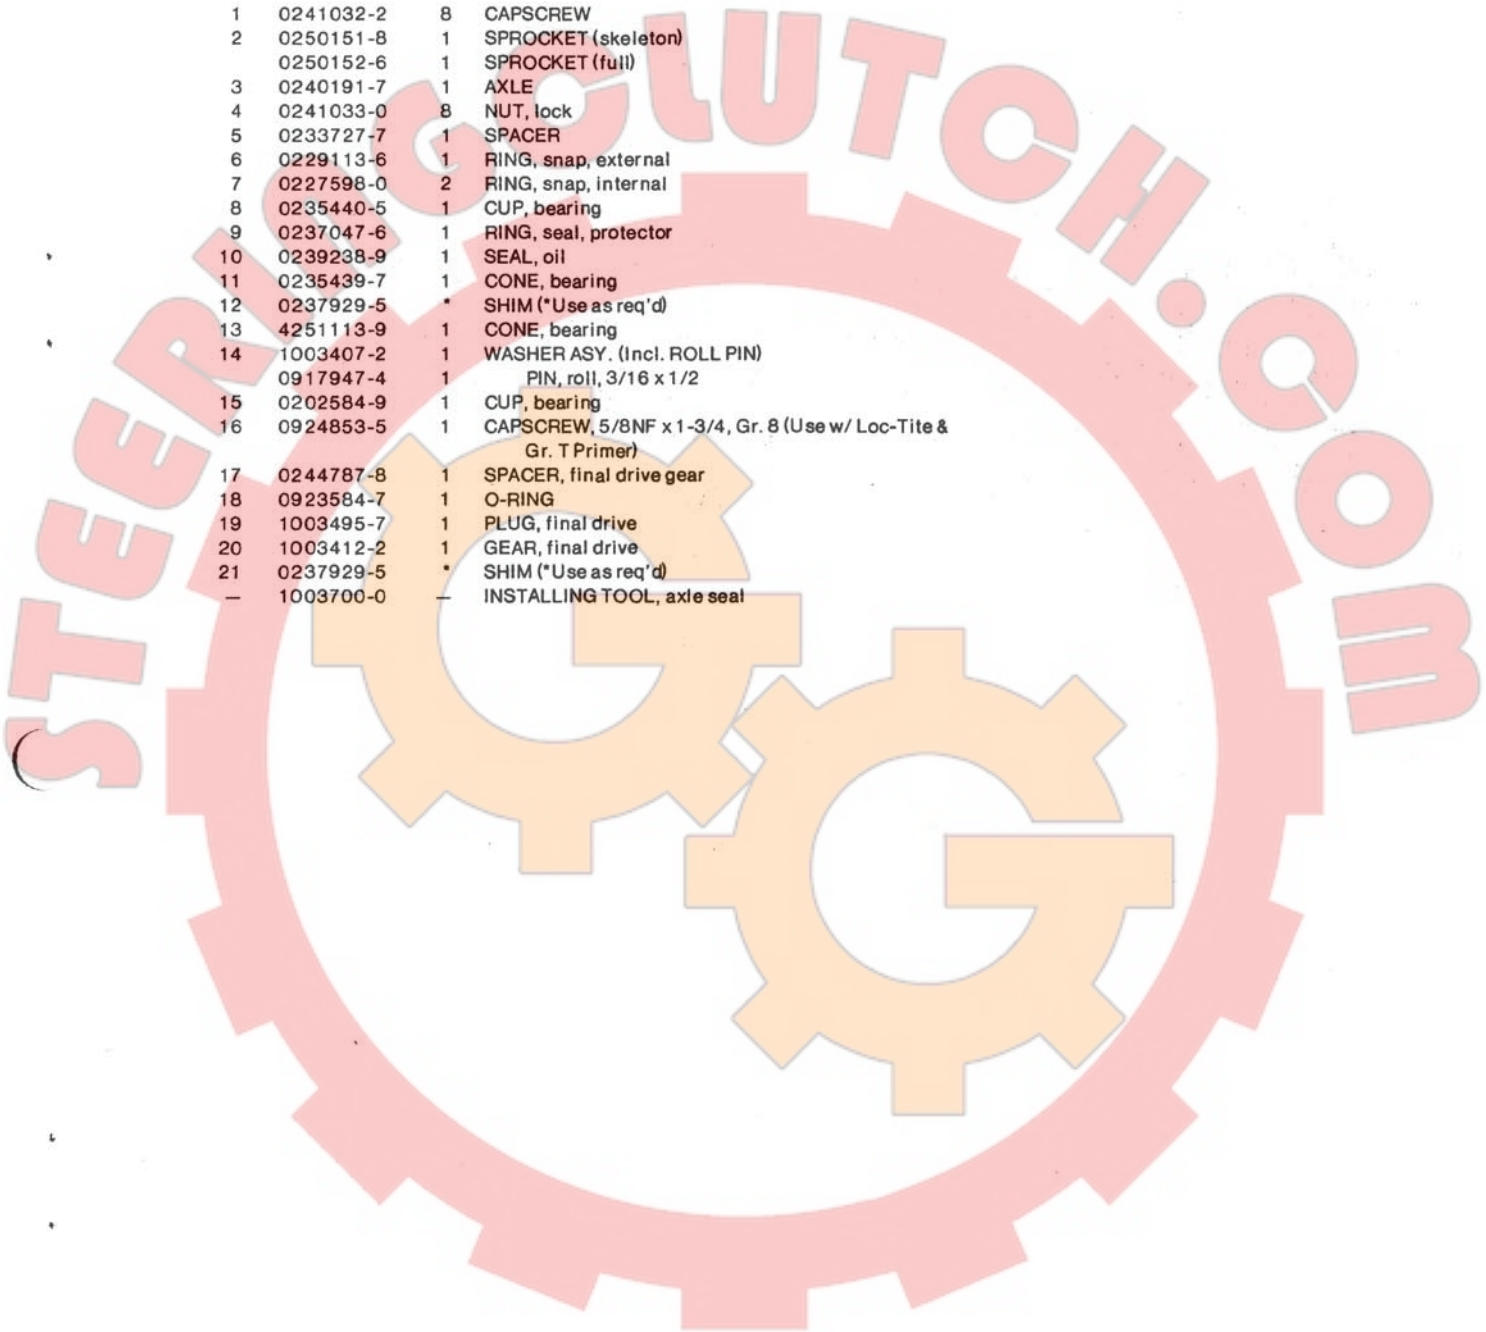 1 0241032-2 8 CAPSCREW
2 0250151-8 1 SPROCKET (skeleton)
0250152-6 1 SPROCKET (full)
3 0240191-7 1 AXLE
4 0241033-0 8 NUT, lock
5 0233727-7 1 SPACER
6 0229113-6 1 RING, snap, external
7 0227598-0 2 RING, snap, internal
8 0235440-5 1 CUP, bearing
9 0237047-6 1 RING, seal, protector
10 0239238-9 1 SEAL, oil
11 0235439-7 1 CONE, bearing
12 0237929-5 * SHIM (*Use as req'd)
13 4251113-9 1 CONE, bearing
14 1003407-2 1 WASHER ASY. (Incl. ROLL PIN)
0917947-4 1 PIN, roll, 3/16 x 1/2
15 0202584-9 1 CUP, bearing
16 0924853-5 1 CAPSCREW, 5/8NF x 1-3/4, Gr. 8 (Use w/ Loc-Tite &
Gr. T Primer)
17 0244787-8 1 SPACER, final drive gear
18 0923584-7 1 O-RING
19 1003495-7 1 PLUG, final drive
20 1003412-2 1 GEAR, final drive
21 0237929-5 * SHIM (*Use as req'd)
— 1003700-0 — INSTALLING TOOL, axle seal
STEERINGCLUTCH.COM
G
G